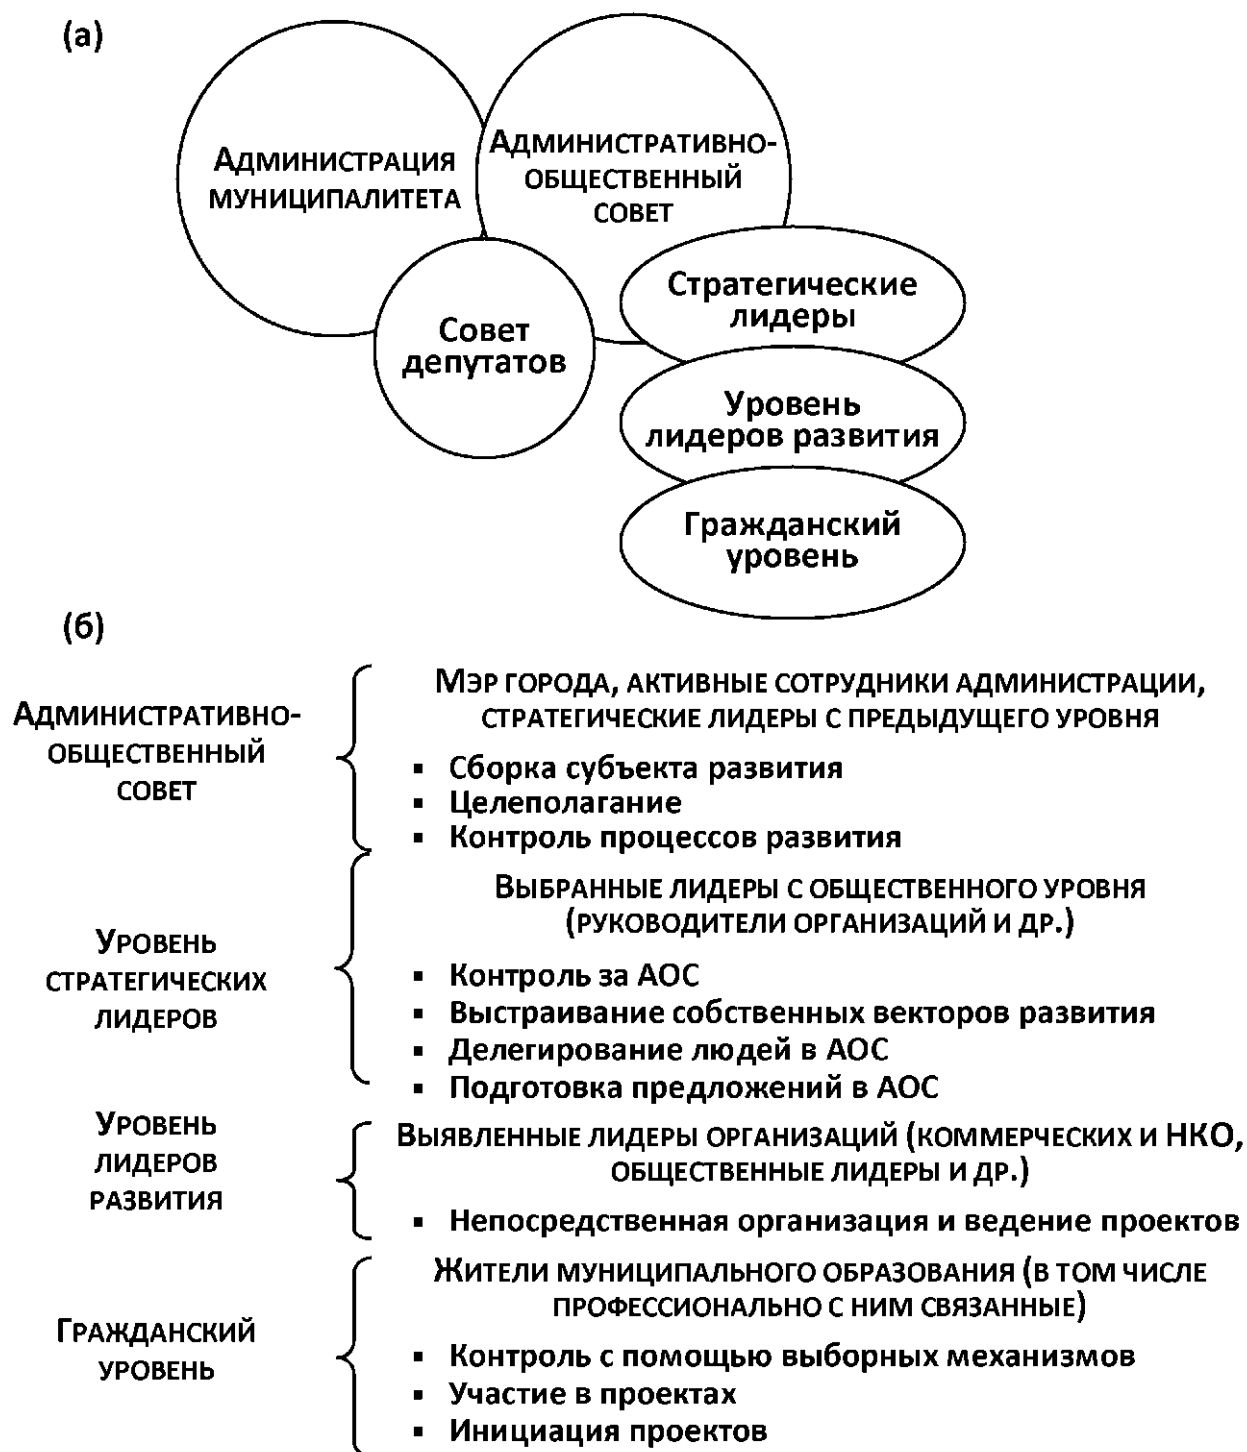 (а)
Администрация
муниципалитета
Административно-
общественный
совет
Совет
депутатов
Стратегические
лидеры
Уровень
лидеров развития
Гражданский
уровень
(б)
Административно-
общественный
совет
Мэр города, активные сотрудники администрации,
стратегические лидеры с предыдущего уровня
▪ Сборка субъекта развития
▪ Целеполагание
▪ Контроль процессов развития
Уровень
стратегических
лидеров
Выбранные лидеры с общественного уровня
(руководители организаций и др.)
▪ Контроль за АОС
▪ Выстраивание собственных векторов развития
▪ Делегирование людей в АОС
▪ Подготовка предложений в АОС
Уровень
лидеров
развития
Выявленные лидеры организаций (коммерческих и НКО,
общественные лидеры и др.)
▪ Непосредственная организация и ведение проектов
Гражданский
уровень
Жители муниципального образования (в том числе
профессионально с ним связанные)
▪ Контроль с помощью выборных механизмов
▪ Участие в проектах
▪ Инициация проектов